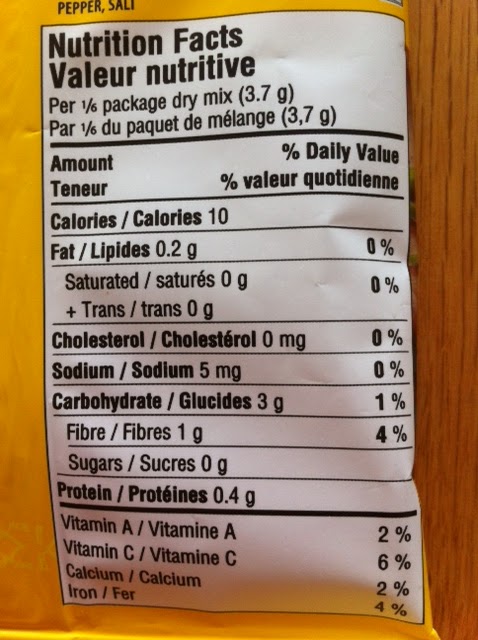 PEPPER, SALT
Nutrition Facts
Valeur nutritive
Per 1/6 package dry mix (3.7 g)
Par 1/6 du paquet de mélange (3,7 g)
Amount % Daily Value
Teneur % valeur quotidienne
Calories / Calories 10
Fat / Lipides 0.2 g 0 %
Saturated / saturés 0 g 0 %
+ Trans / trans 0 g
Cholesterol / Cholestérol 0 mg 0 %
Sodium / Sodium 5 mg 0 %
Carbohydrate / Glucides 3 g 1 %
Fibre / Fibres 1 g 4 %
Sugars / Sucres 0 g
Protein / Protéines 0.4 g
Vitamin A / Vitamine A 2 %
Vitamin C / Vitamine C 6 %
Calcium / Calcium 2 %
Iron / Fer 4 %